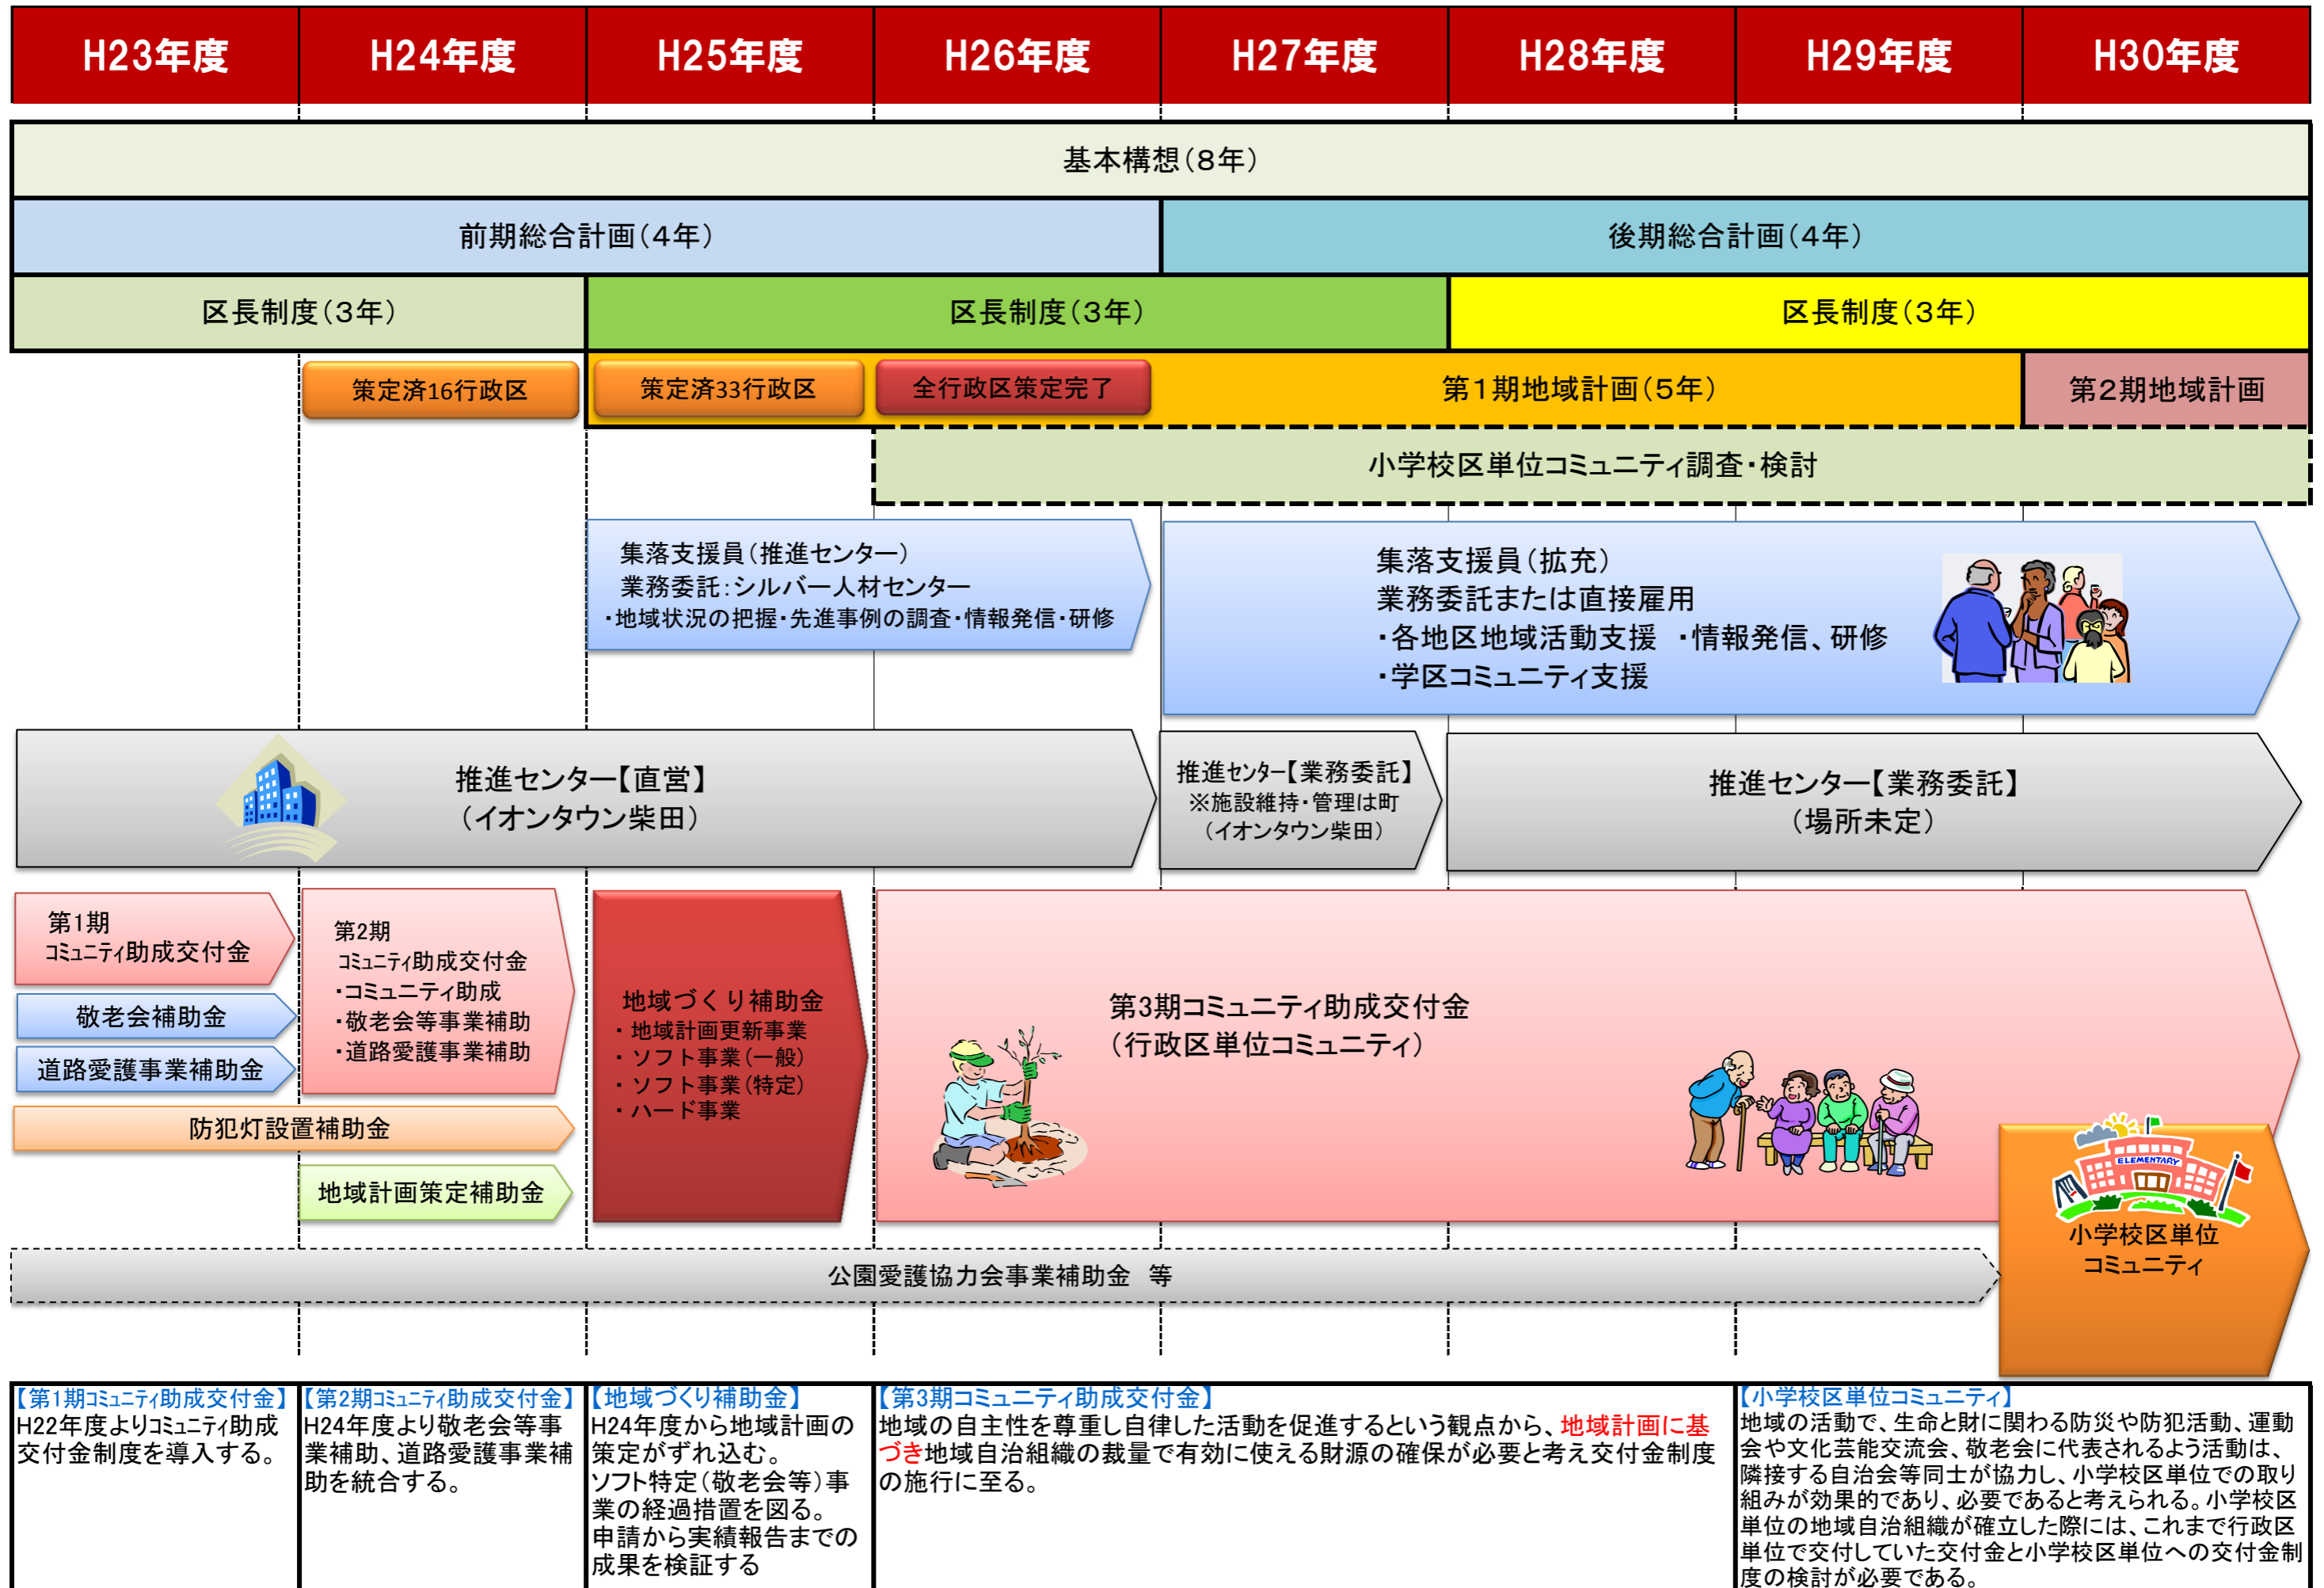 H23年度
H24年度
H25年度
H26年度
H27年度
H28年度
H29年度
H30年度
基本構想（8年）
前期総合計画（4年）
後期総合計画（4年）
区長制度（3年）
区長制度（3年）
区長制度（3年）
策定済16行政区
策定済33行政区
全行政区策定完了
第1期地域計画（5年）
第2期地域計画
小学校区単位コミュニティ調査・検討
集落支援員（推進センター）
業務委託：シルバー人材センター
・地域状況の把握・先進事例の調査・情報発信・研修
集落支援員（拡充）
業務委託または直接雇用
・各地区地域活動支援　・情報発信、研修
・学区コミュニティ支援
推進センター【直営】
（イオンタウン柴田）
推進センター【業務委託】
※施設維持・管理は町
（イオンタウン柴田）
推進センター【業務委託】
（場所未定）
第1期
コミュニティ助成交付金
敬老会補助金
道路愛護事業補助金
第2期
コミュニティ助成交付金
・コミュニティ助成
・敬老会等事業補助
・道路愛護事業補助
防犯灯設置補助金
地域計画策定補助金
地域づくり補助金
・地域計画更新事業
・ソフト事業（一般）
・ソフト事業（特定）
・ハード事業
第3期コミュニティ助成交付金
（行政区単位コミュニティ）
ELEMENTARY
小学校区単位
コミュニティ
公園愛護協力会事業補助金　等
【第1期コミュニティ助成交付金】
H22年度よりコミュニティ助成
交付金制度を導入する。
【第2期コミュニティ助成交付金】
H24年度より敬老会等事
業補助、道路愛護事業補
助を統合する。
【地域づくり補助金】
H24年度から地域計画の
策定がずれ込む。
ソフト特定（敬老会等）事
業の経過措置を図る。
申請から実績報告までの
成果を検証する
【第3期コミュニティ助成交付金】
地域の自主性を尊重し自律した活動を促進するという観点から、地域計画に基
づき地域自治組織の裁量で有効に使える財源の確保が必要と考え交付金制度
の施行に至る。
【小学校区単位コミュニティ】
地域の活動で、生命と財に関わる防災や防犯活動、運動
会や文化芸能交流会、敬老会に代表されるよう活動は、
隣接する自治会等同士が協力し、小学校区単位での取り
組みが効果的であり、必要であると考えられる。小学校区
単位の地域自治組織が確立した際には、これまで行政区
単位で交付していた交付金と小学校区単位への交付金制
度の検討が必要である。